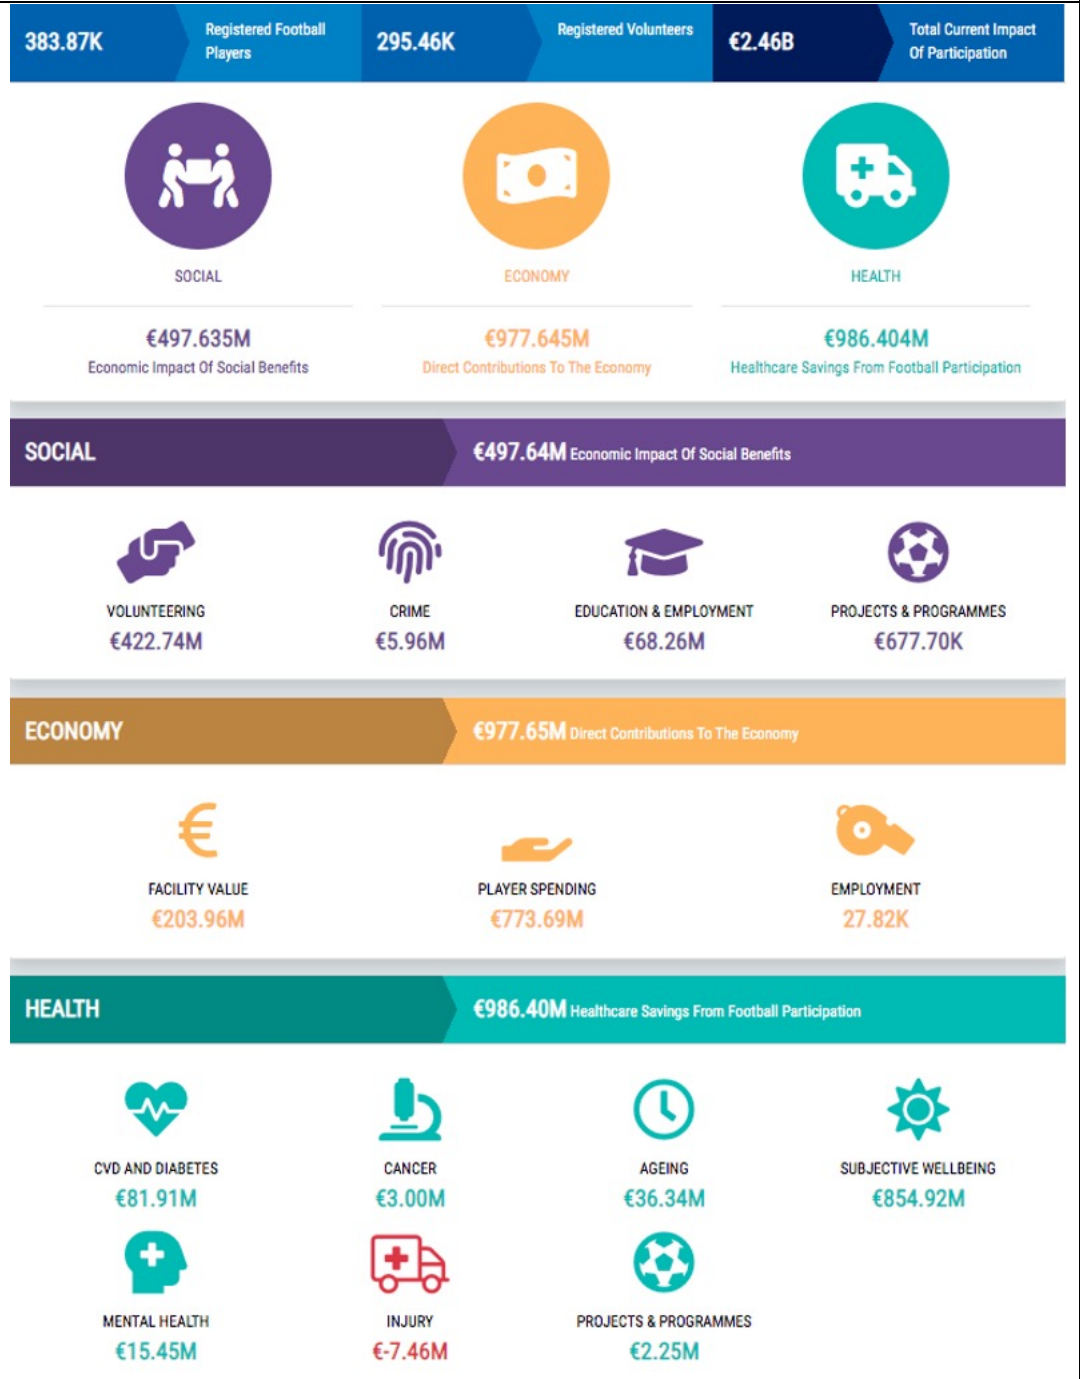 383.87K
Registered Football
Players
295.46K
Registered Volunteers
€2.46B
Total Current Impact
Of Participation
SOCIAL
ECONOMY
HEALTH
€497.635M
€977.645M
€986.404M
Economic Impact Of Social Benefits
Direct Contributions To The Economy
Healthcare Savings From Football Participation
SOCIAL
€497.64M Economic Impact Of Social Benefits
VOLUNTEERING
CRIME
EDUCATION & EMPLOYMENT
PROJECTS & PROGRAMMES
€422.74M
€5.96M
€68.26M
€677.70K
ECONOMY
€977.65M Direct Contributions To The Economy
FACILITY VALUE
PLAYER SPENDING
EMPLOYMENT
€203.96M
€773.69M
27.82K
HEALTH
€986.40M Healthcare Savings From Football Participation
CVD AND DIABETES
CANCER
AGEING
SUBJECTIVE WELLBEING
€81.91M
€3.00M
€36.34M
€854.92M
MENTAL HEALTH
INJURY
PROJECTS & PROGRAMMES
€15.45M
€-7.46M
€2.25M